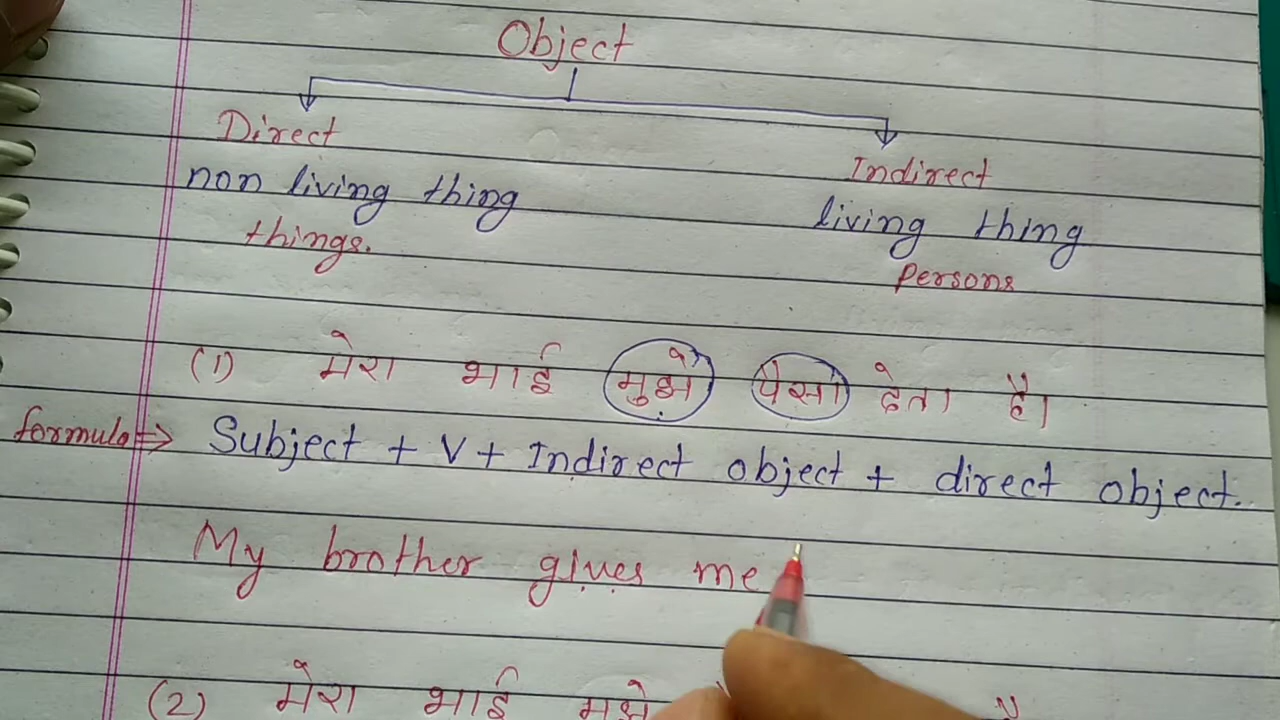 Object
Direct Indirect
non living thing living thing
things. Persons
(1) मेरा भाई मुझे पैसा देता है।
formula ⇒ Subject + V + Indirect object + direct object.
My brother gives me
(2) मेरा भाई मुझे